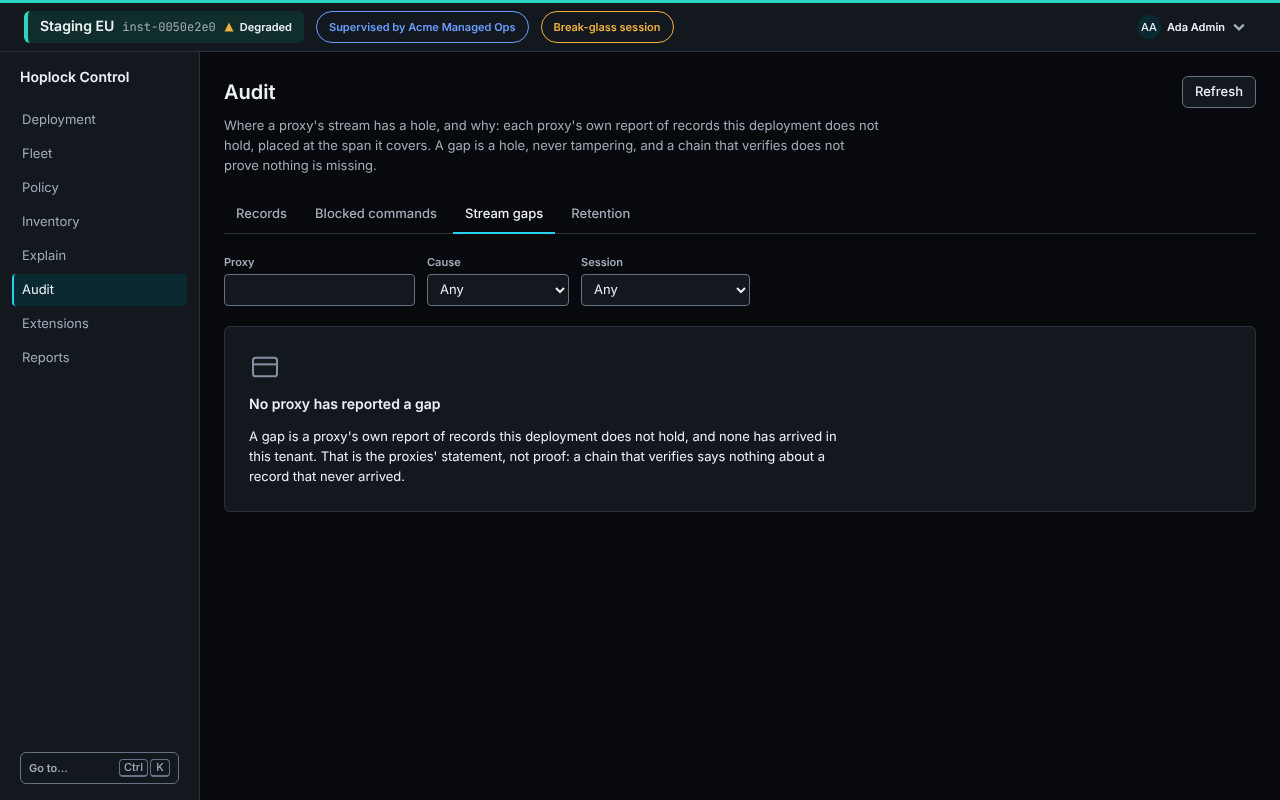 Staging EU inst-0050e2e0 Degraded
Supervised by Acme Managed Ops
Break-glass session
AA Ada Admin
Hoplock Control
Deployment
Fleet
Policy
Inventory
Explain
Audit
Extensions
Reports
Go to... Ctrl K
Audit
Refresh
Where a proxy's stream has a hole, and why: each proxy's own report of records this deployment does not
hold, placed at the span it covers. A gap is a hole, never tampering, and a chain that verifies does not
prove nothing is missing.
Records Blocked commands Stream gaps Retention
Proxy Cause Session
Any Any
No proxy has reported a gap
A gap is a proxy's own report of records this deployment does not hold, and none has arrived in
this tenant. That is the proxies' statement, not proof: a chain that verifies says nothing about a
record that never arrived.